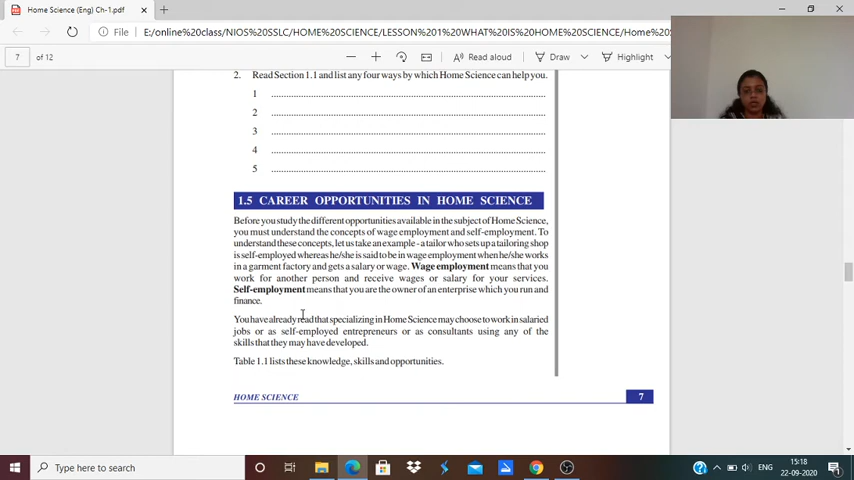 Home Science (Eng) Ch-1.pdf
File
E:/online%20class/NIOS%20SSLC/HOME%20SCIENCE/LESSON%201%20WHAT%20IS%20HOME%20SCIENCE/Home%20S
7 of 12
Read aloud
Draw
Highlight
2. Read Section 1.1 and list any four ways by which Home Science can help you.
1 ........................................................................................................
2 ........................................................................................................
3 ........................................................................................................
4 ........................................................................................................
5 ........................................................................................................
1.5 CAREER OPPORTUNITIES IN HOME SCIENCE
Before you study the different opportunities available in the subject of Home Science,
you must understand the concepts of wage employment and self-employment. To
understand these concepts, let us take an example - a tailor who sets up a tailoring shop
is self-employed whereas he/she is said to be in wage employment when he/she works
in a garment factory and gets a salary or wage. Wage employment means that you
work for another person and receive wages or salary for your services.
Self-employment means that you are the owner of an enterprise which you run and
finance.
You have already read that specializing in Home Science may choose to work in salaried
jobs or as self-employed entrepreneurs or as consultants using any of the
skills that they may have developed.
Table 1.1 lists these knowledge, skills and opportunities.
HOME SCIENCE
7
Type here to search
ENG
15:18
22-09-2020